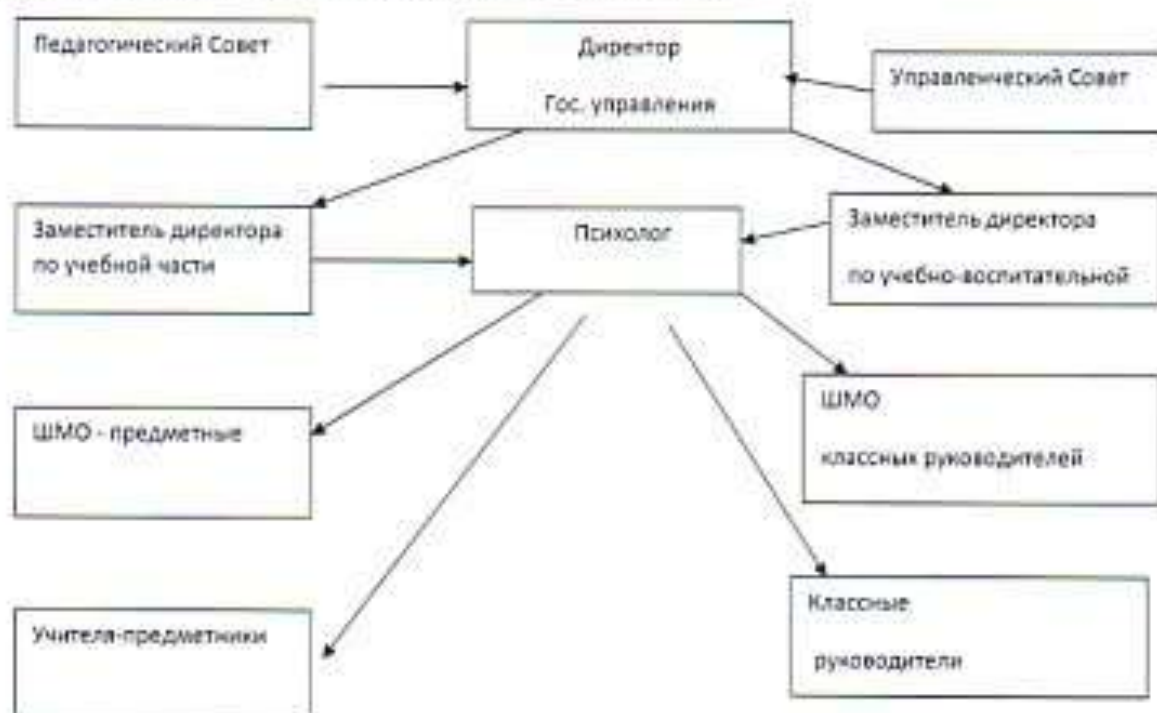 Педагогический Совет
Директор
Гос. управления
Управленческий Совет
Заместитель директора
по учебной части
Психолог
Заместитель директора
по учебно-воспитательной
ШМО - предметные
ШМО
классных руководителей
Учителя-предметники
Классные
руководители